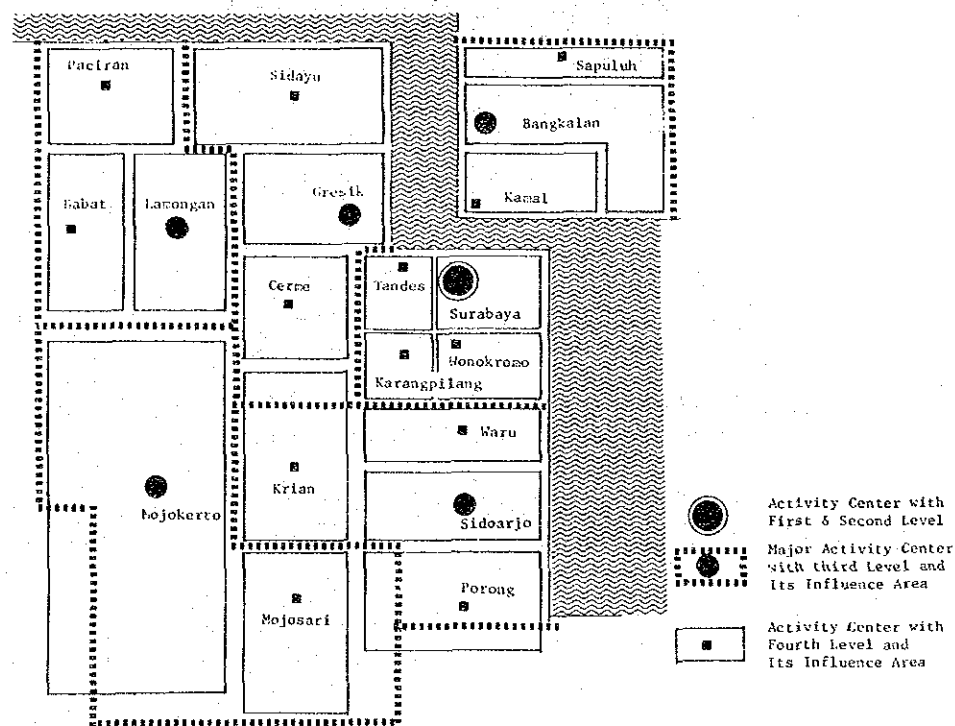 Paciran
Sidayu
Sapuluh
Bangkalan
Kamal
Babat
Lamongan
Gresik
Cerme
Tandes
Surabaya
Wonokromo
Karangpilang
Waru
Krian
Sidoarjo
Mojokerto
Porong
Mojosari
Activity Center with
First & Second Level
Major Activity Center
with third Level and
Its Influence Area
Activity Center with
Fourth Level and
Its Influence Area